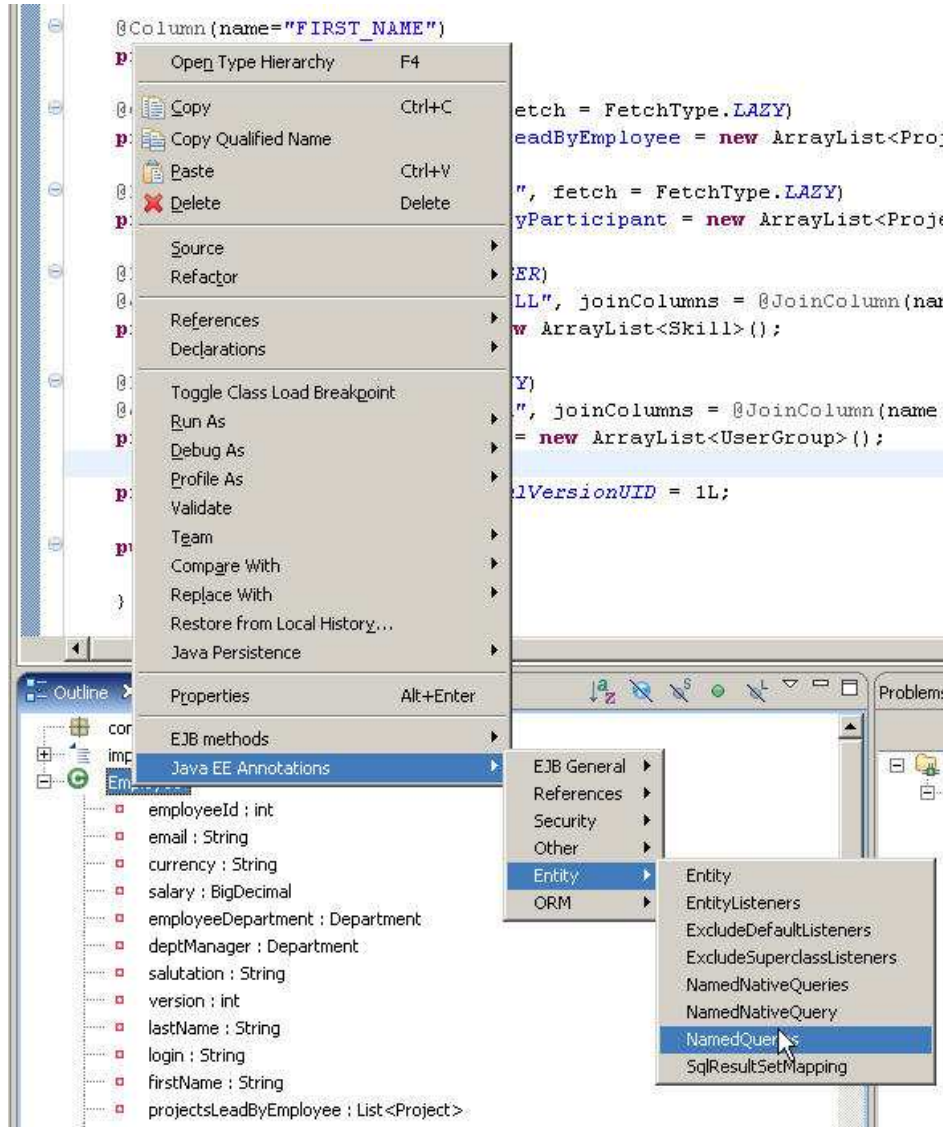 @Column(name="FIRST_NAME")
Open Type Hierarchy F4
Copy Ctrl+C
etch = FetchType.LAZY)
Copy Qualified Name
eadByEmployee = new ArrayList<Proj
Paste Ctrl+V
", fetch = FetchType.LAZY)
Delete Delete
yParticipant = new ArrayList<Proje
Source
Refactor
ER)
LL", joinColumns = @JoinColumn(nam
References
w ArrayList<Skill>();
Declarations
Toggle Class Load Breakpoint
Y)
", joinColumns = @JoinColumn(name
Run As
= new ArrayList<UserGroup>();
Debug As
Profile As
lVersionUID = 1L;
Validate
Team
Compare With
Replace With
}
Restore from Local History...
Java Persistence
Outline
Properties Alt+Enter
Problems
EJB methods
Java EE Annotations
EJB General
References
Security
Other
Entity
ORM
Entity
EntityListeners
ExcludeDefaultListeners
ExcludeSuperclassListeners
NamedNativeQueries
NamedNativeQuery
NamedQueries
SqlResultSetMapping
employeeId : int
email : String
currency : String
salary : BigDecimal
employeeDepartment : Department
deptManager : Department
salutation : String
version : int
lastName : String
login : String
firstName : String
projectsLeadByEmployee : List<Project>